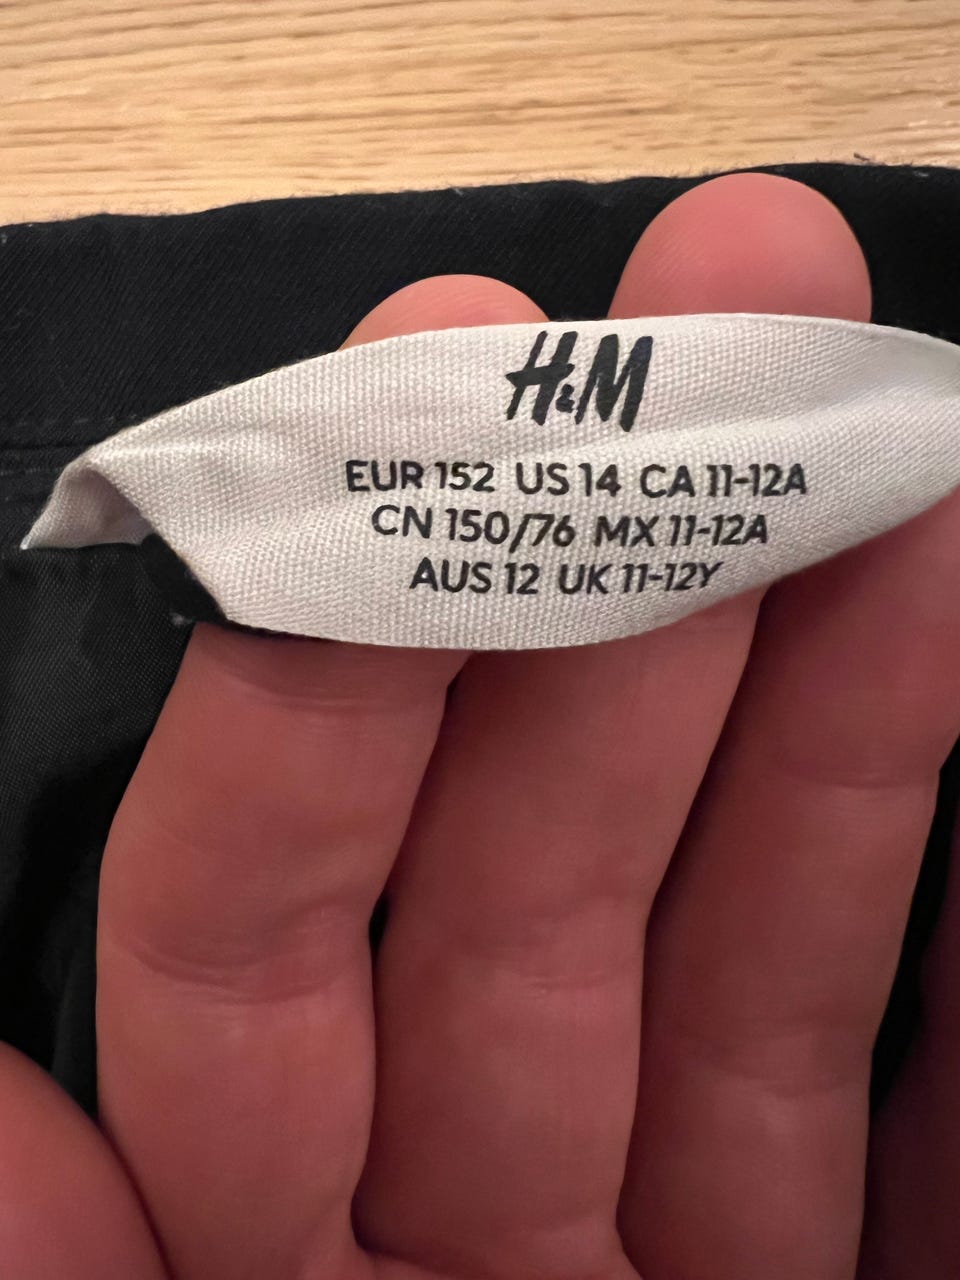 H&M
EUR 152 US 14 CA 11-12A
CN 150/76 MX 11-12A
AUS 12 UK 11-12Y